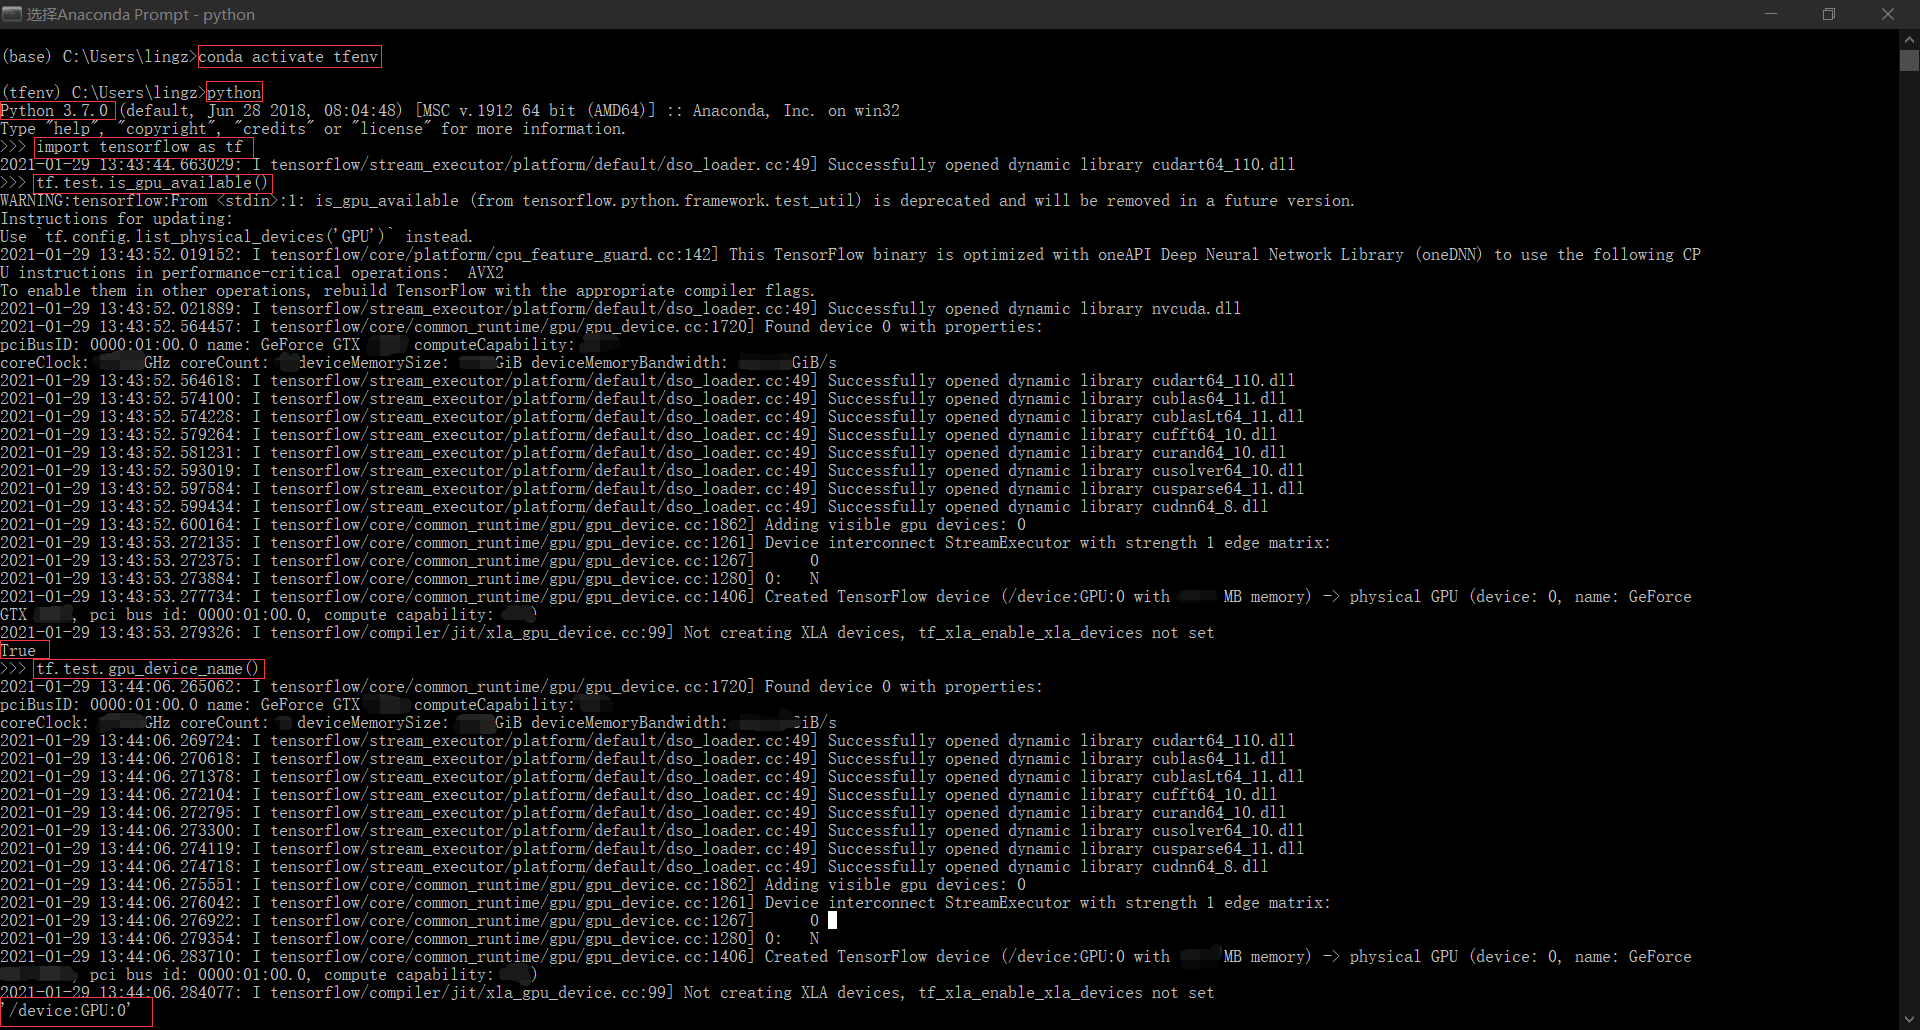 选择Anaconda Prompt - python
(base) C:\Users\lingz>conda activate tfenv
(tfenv) C:\Users\lingz>python
Python 3.7.0 (default, Jun 28 2018, 08:04:48) [MSC v.1912 64 bit (AMD64)] :: Anaconda, Inc. on win32
Type "help", "copyright", "credits" or "license" for more information.
>>> import tensorflow as tf
2021-01-29 13:43:44.663029: I tensorflow/stream_executor/platform/default/dso_loader.cc:49] Successfully opened dynamic library cudart64_110.dll
>>> tf.test.is_gpu_available()
WARNING:tensorflow:From <stdin>:1: is_gpu_available (from tensorflow.python.framework.test_util) is deprecated and will be removed in a future version.
Instructions for updating:
Use `tf.config.list_physical_devices('GPU')` instead.
2021-01-29 13:43:52.019152: I tensorflow/core/platform/cpu_feature_guard.cc:142] This TensorFlow binary is optimized with oneAPI Deep Neural Network Library (oneDNN) to use the following CP
U instructions in performance-critical operations:  AVX2
To enable them in other operations, rebuild TensorFlow with the appropriate compiler flags.
2021-01-29 13:43:52.021889: I tensorflow/stream_executor/platform/default/dso_loader.cc:49] Successfully opened dynamic library nvcuda.dll
2021-01-29 13:43:52.564457: I tensorflow/core/common_runtime/gpu/gpu_device.cc:1720] Found device 0 with properties:
pciBusID: 0000:01:00.0 name: GeForce GTX computeCapability:
coreClock: GHz coreCount: deviceMemorySize: GiB deviceMemoryBandwidth: GiB/s
2021-01-29 13:43:52.564618: I tensorflow/stream_executor/platform/default/dso_loader.cc:49] Successfully opened dynamic library cudart64_110.dll
2021-01-29 13:43:52.574100: I tensorflow/stream_executor/platform/default/dso_loader.cc:49] Successfully opened dynamic library cublas64_11.dll
2021-01-29 13:43:52.574228: I tensorflow/stream_executor/platform/default/dso_loader.cc:49] Successfully opened dynamic library cublasLt64_11.dll
2021-01-29 13:43:52.579264: I tensorflow/stream_executor/platform/default/dso_loader.cc:49] Successfully opened dynamic library cufft64_10.dll
2021-01-29 13:43:52.581231: I tensorflow/stream_executor/platform/default/dso_loader.cc:49] Successfully opened dynamic library curand64_10.dll
2021-01-29 13:43:52.593019: I tensorflow/stream_executor/platform/default/dso_loader.cc:49] Successfully opened dynamic library cusolver64_10.dll
2021-01-29 13:43:52.597584: I tensorflow/stream_executor/platform/default/dso_loader.cc:49] Successfully opened dynamic library cusparse64_11.dll
2021-01-29 13:43:52.599434: I tensorflow/stream_executor/platform/default/dso_loader.cc:49] Successfully opened dynamic library cudnn64_8.dll
2021-01-29 13:43:52.600164: I tensorflow/core/common_runtime/gpu/gpu_device.cc:1862] Adding visible gpu devices: 0
2021-01-29 13:43:53.272135: I tensorflow/core/common_runtime/gpu/gpu_device.cc:1261] Device interconnect StreamExecutor with strength 1 edge matrix:
2021-01-29 13:43:53.272375: I tensorflow/core/common_runtime/gpu/gpu_device.cc:1267]      0
2021-01-29 13:43:53.273884: I tensorflow/core/common_runtime/gpu/gpu_device.cc:1280] 0:   N
2021-01-29 13:43:53.277734: I tensorflow/core/common_runtime/gpu/gpu_device.cc:1406] Created TensorFlow device (/device:GPU:0 with MB memory) -> physical GPU (device: 0, name: GeForce
GTX , pci bus id: 0000:01:00.0, compute capability: )
2021-01-29 13:43:53.279326: I tensorflow/compiler/jit/xla_gpu_device.cc:99] Not creating XLA devices, tf_xla_enable_xla_devices not set
True
>>> tf.test.gpu_device_name()
2021-01-29 13:44:06.265062: I tensorflow/core/common_runtime/gpu/gpu_device.cc:1720] Found device 0 with properties:
pciBusID: 0000:01:00.0 name: GeForce GTX computeCapability:
coreClock: GHz coreCount: deviceMemorySize: GiB deviceMemoryBandwidth: GiB/s
2021-01-29 13:44:06.269724: I tensorflow/stream_executor/platform/default/dso_loader.cc:49] Successfully opened dynamic library cudart64_110.dll
2021-01-29 13:44:06.270618: I tensorflow/stream_executor/platform/default/dso_loader.cc:49] Successfully opened dynamic library cublas64_11.dll
2021-01-29 13:44:06.271378: I tensorflow/stream_executor/platform/default/dso_loader.cc:49] Successfully opened dynamic library cublasLt64_11.dll
2021-01-29 13:44:06.272104: I tensorflow/stream_executor/platform/default/dso_loader.cc:49] Successfully opened dynamic library cufft64_10.dll
2021-01-29 13:44:06.272795: I tensorflow/stream_executor/platform/default/dso_loader.cc:49] Successfully opened dynamic library curand64_10.dll
2021-01-29 13:44:06.273300: I tensorflow/stream_executor/platform/default/dso_loader.cc:49] Successfully opened dynamic library cusolver64_10.dll
2021-01-29 13:44:06.274119: I tensorflow/stream_executor/platform/default/dso_loader.cc:49] Successfully opened dynamic library cusparse64_11.dll
2021-01-29 13:44:06.274718: I tensorflow/stream_executor/platform/default/dso_loader.cc:49] Successfully opened dynamic library cudnn64_8.dll
2021-01-29 13:44:06.275551: I tensorflow/core/common_runtime/gpu/gpu_device.cc:1862] Adding visible gpu devices: 0
2021-01-29 13:44:06.276042: I tensorflow/core/common_runtime/gpu/gpu_device.cc:1261] Device interconnect StreamExecutor with strength 1 edge matrix:
2021-01-29 13:44:06.276922: I tensorflow/core/common_runtime/gpu/gpu_device.cc:1267]      0
2021-01-29 13:44:06.279354: I tensorflow/core/common_runtime/gpu/gpu_device.cc:1280] 0:   N
2021-01-29 13:44:06.283710: I tensorflow/core/common_runtime/gpu/gpu_device.cc:1406] Created TensorFlow device (/device:GPU:0 with MB memory) -> physical GPU (device: 0, name: GeForce
, pci bus id: 0000:01:00.0, compute capability: )
2021-01-29 13:44:06.284077: I tensorflow/compiler/jit/xla_gpu_device.cc:99] Not creating XLA devices, tf_xla_enable_xla_devices not set
'/device:GPU:0'